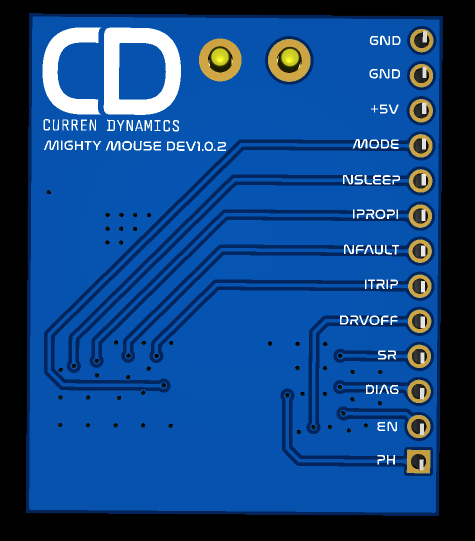 CD
CURREN DYNAMICS
MIGHTY MOUSE DEV1.0.2
GND
GND
+5V
MODE
NSLEEP
IPROPI
NFAULT
ITRIP
DRVOFF
SR
DIAG
EN
PH